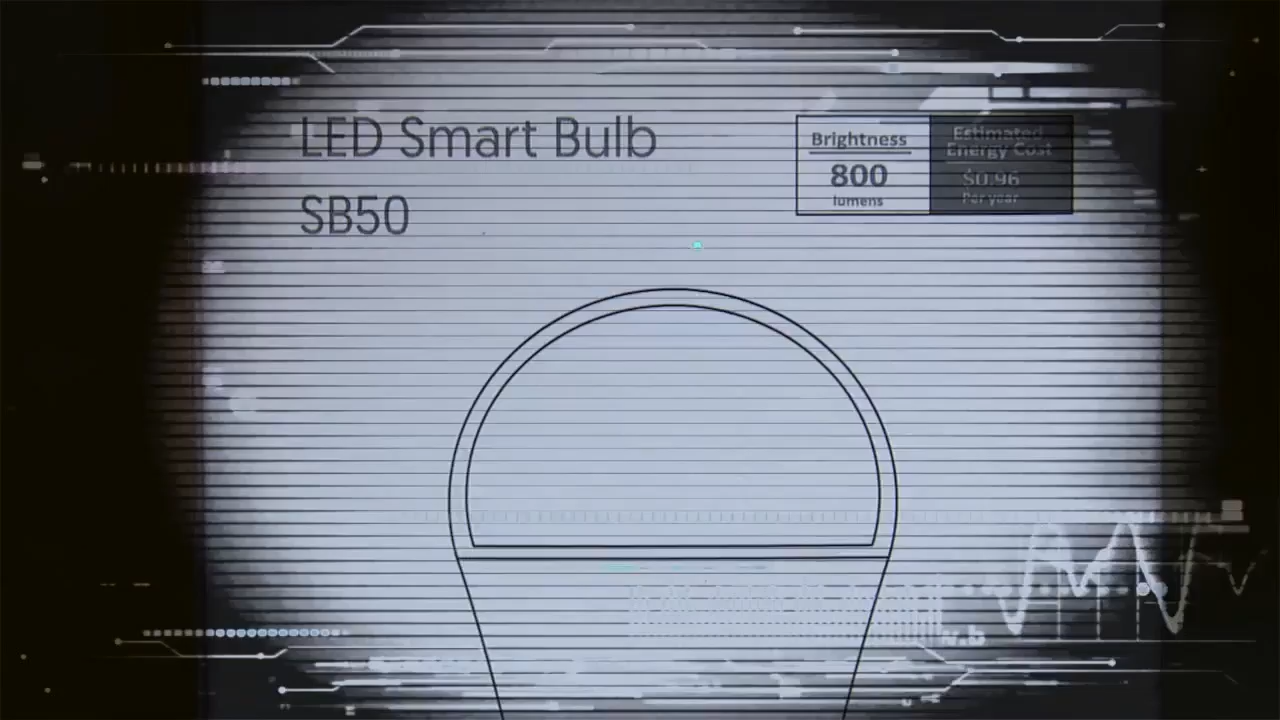 LED Smart Bulb
SB50
Brightness
800
lumens
Estimated
Energy Cost
$0.96
Per year